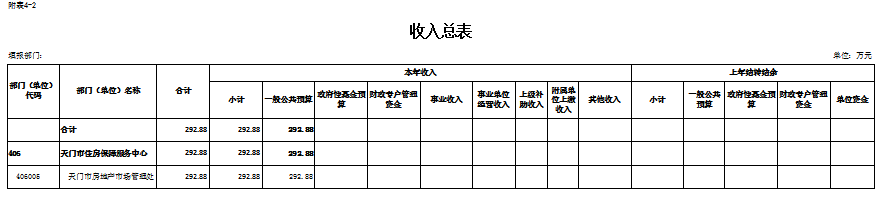 附表4-2
收入总表
填报部门: 单位: 万元
部门（单位）代码 部门（单位）名称 合计 本年收入 上年结转结余
小计 一般公共预算 政府性基金预算 财政专户管理资金 事业收入 事业单位经营收入 上级补助收入 附属单位上缴收入 其他收入 小计 一般公共预算 政府性基金预算 财政专户管理资金 单位资金
合计 292.88 292.88 292.88
406 天门市住房保障服务中心 292.88 292.88 292.88
406006 天门市房地产市场管理处 292.88 292.88 292.88